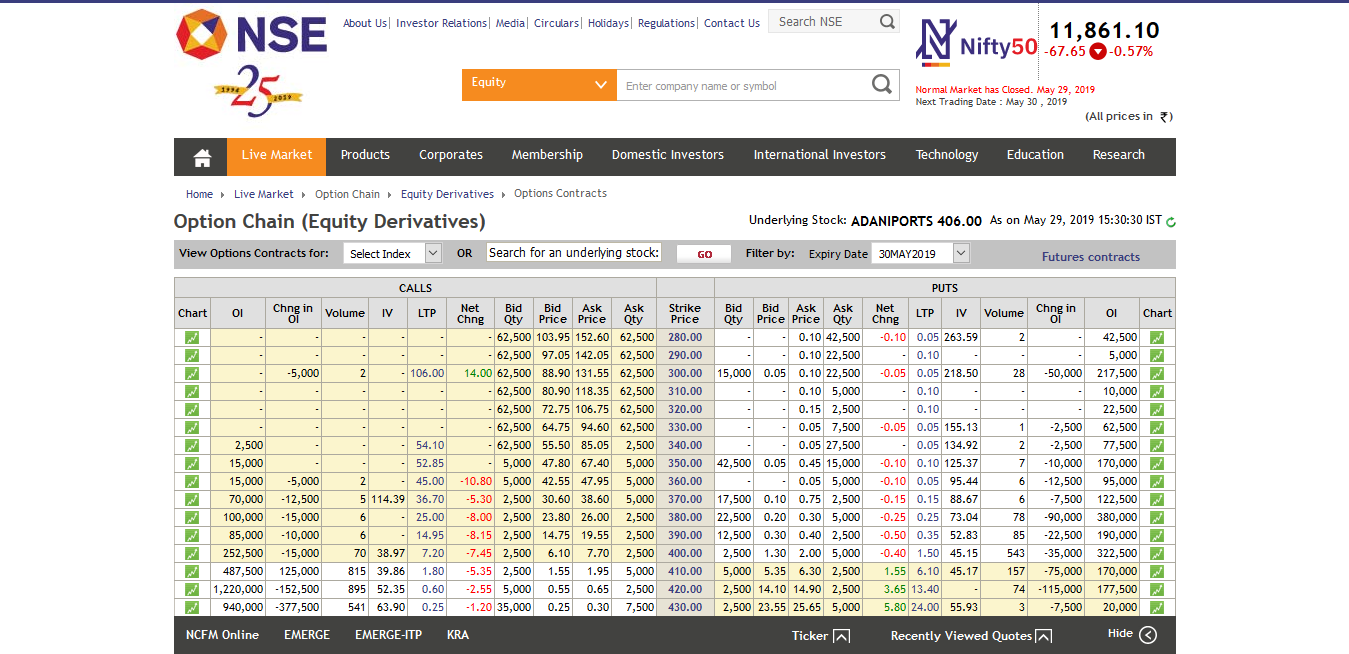 NSE
1994 25 2019
About Us| Investor Relations| Media| Circulars| Holidays| Regulations| Contact Us
Search NSE
Equity
Enter company name or symbol
Nifty50
11,861.10
-67.65 -0.57%
Normal Market has Closed. May 29, 2019
Next Trading Date : May 30 , 2019
(All prices in ₹)
Live Market Products Corporates Membership Domestic Investors International Investors Technology Education Research
Home Live Market Option Chain Equity Derivatives Options Contracts
Option Chain (Equity Derivatives)
Underlying Stock: ADANIPORTS 406.00 As on May 29, 2019 15:30:30 IST
View Options Contracts for: Select Index OR Search for an underlying stock: GO Filter by: Expiry Date 30MAY2019 Futures contracts
CALLS PUTS
Chart OI Chng in OI Volume IV LTP Net Chng Bid Qty Bid Price Ask Price Ask Qty Strike Price Bid Qty Bid Price Ask Price Ask Qty Net Chng LTP IV Volume Chng in OI OI Chart
- - - - - - 62,500 103.95 152.60 62,500 280.00 - - 0.10 42,500 -0.10 0.05 263.59 2 - 42,500
- - - - - - 62,500 97.05 142.05 62,500 290.00 - - 0.10 22,500 - 0.10 - - - 5,000
- -5,000 2 - 106.00 14.00 62,500 88.90 131.55 62,500 300.00 15,000 0.05 0.10 22,500 -0.05 0.05 218.50 28 -50,000 217,500
- - - - - - 62,500 80.90 118.35 62,500 310.00 - - 0.10 5,000 - 0.10 - - - 10,000
- - - - - - 62,500 72.75 106.75 62,500 320.00 - - 0.15 2,500 - 0.10 - - - 22,500
- - - - - - 62,500 64.75 94.60 62,500 330.00 - - 0.05 7,500 -0.05 0.05 155.13 1 -2,500 62,500
2,500 - - - 54.10 - 62,500 55.50 85.05 2,500 340.00 - - 0.05 27,500 - 0.05 134.92 2 -2,500 77,500
15,000 - - - 52.85 - 5,000 47.80 67.40 5,000 350.00 42,500 0.05 0.45 15,000 -0.10 0.10 125.37 7 -10,000 170,000
15,000 -5,000 2 - 45.00 -10.80 5,000 42.55 47.95 5,000 360.00 - - 0.05 5,000 -0.10 0.05 95.44 6 -12,500 95,000
70,000 -12,500 5 114.39 36.70 -5.30 2,500 30.60 38.60 5,000 370.00 17,500 0.10 0.75 2,500 -0.15 0.15 88.67 6 -7,500 122,500
100,000 -15,000 6 - 25.00 -8.00 2,500 23.80 26.00 2,500 380.00 22,500 0.20 0.30 5,000 -0.25 0.25 73.04 78 -90,000 380,000
85,000 -10,000 6 - 14.95 -8.15 2,500 14.75 19.55 2,500 390.00 12,500 0.30 0.40 2,500 -0.50 0.35 52.83 85 -22,500 190,000
252,500 -15,000 70 38.97 7.20 -7.45 2,500 6.10 7.70 2,500 400.00 2,500 1.30 2.00 5,000 -0.40 1.50 45.15 543 -35,000 322,500
487,500 125,000 815 39.86 1.80 -5.35 2,500 1.55 1.95 5,000 410.00 5,000 5.35 6.30 2,500 1.55 6.10 45.17 157 -75,000 170,000
1,220,000 -152,500 895 52.35 0.60 -2.55 5,000 0.55 0.65 2,500 420.00 2,500 14.10 14.90 2,500 3.65 13.40 - 74 -115,000 177,500
940,000 -377,500 541 63.90 0.25 -1.20 35,000 0.25 0.30 7,500 430.00 2,500 23.55 25.65 5,000 5.80 24.00 55.93 3 -7,500 20,000
NCFM Online EMERGE EMERGE-ITP KRA Ticker Recently Viewed Quotes Hide